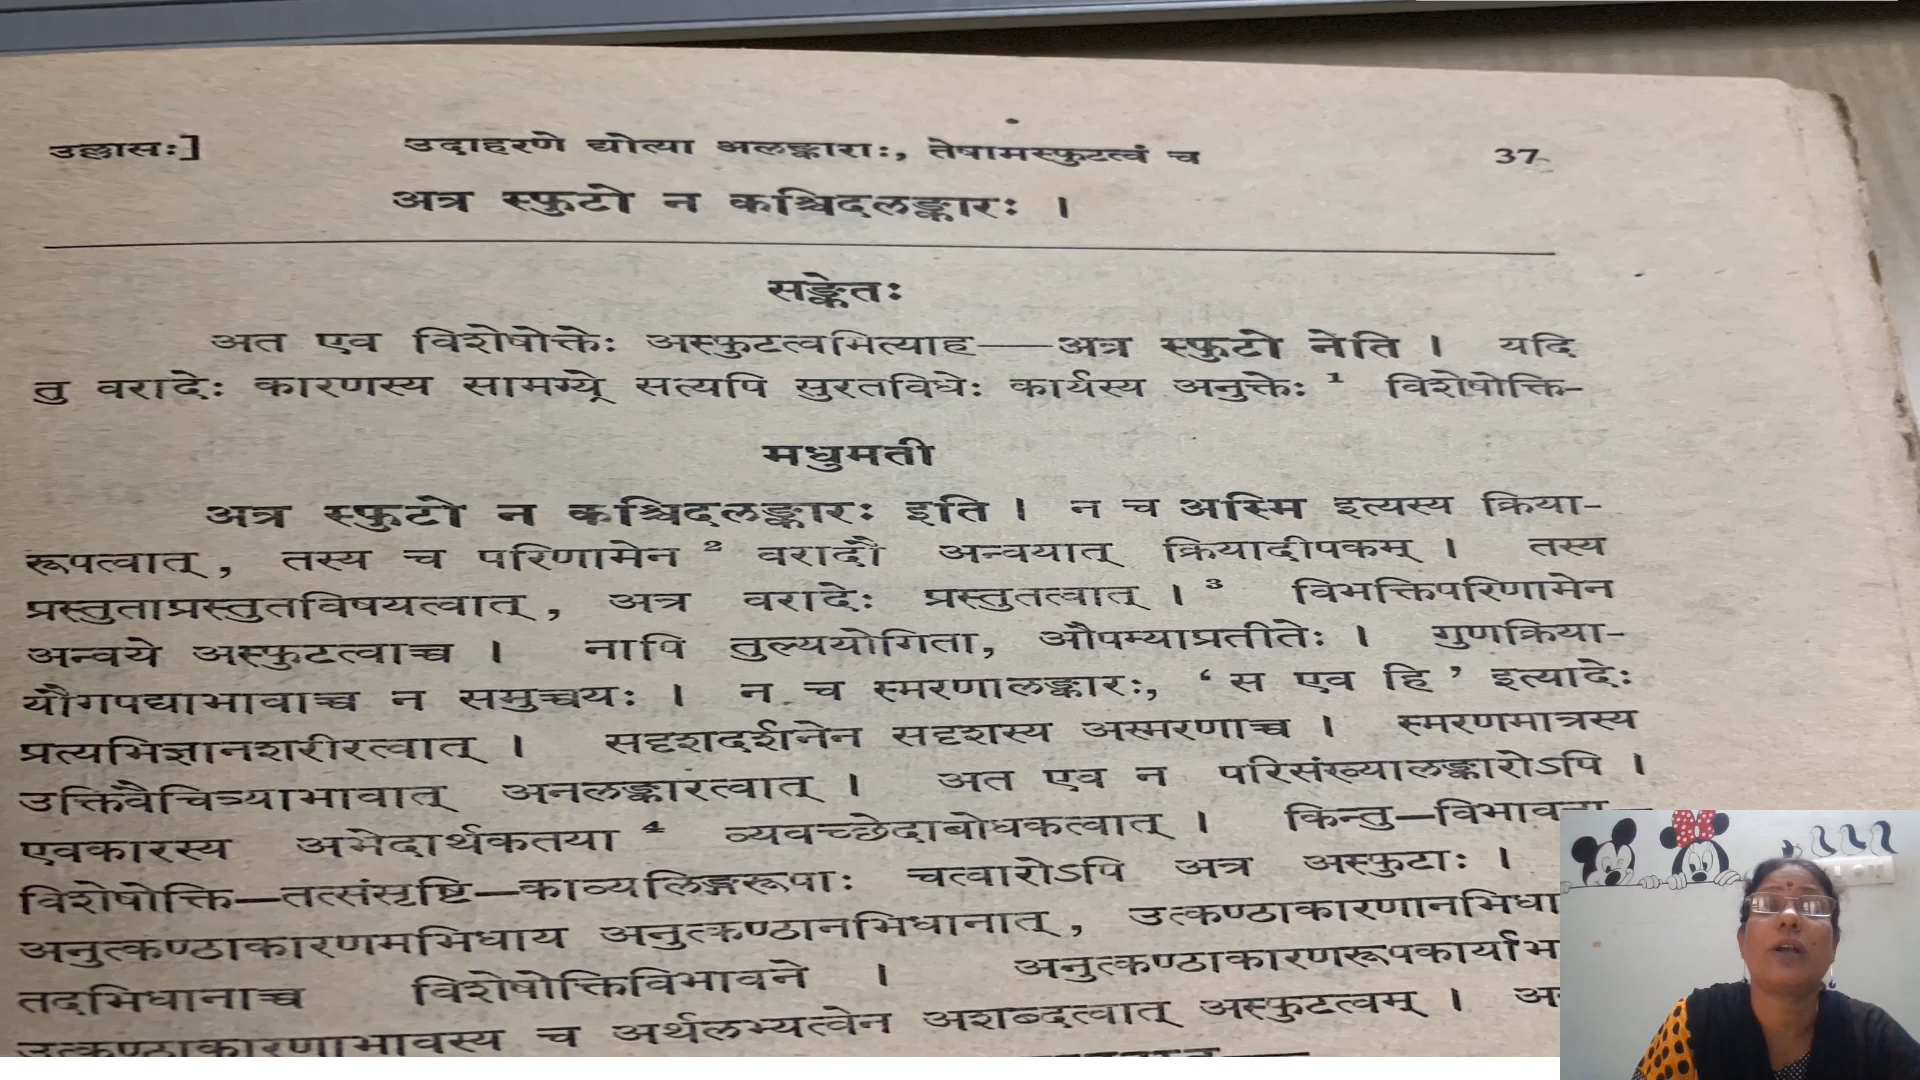 उल्लासः] उदाहरणे द्योत्या अलङ्काराः, तेषामस्फुटत्वं च 37
अत्र स्फुटो न कश्चिदलङ्कारः ।
सङ्केतः
अत एव विशेषोक्तेः अस्फुटत्वमित्याह—अत्र स्फुटो नेति । यदि
तु वरादेः कारणस्य सामग्र्ये सत्यपि सुरतविधेः कार्यस्य अनुक्तेः ¹ विशेषोक्ति-
मधुमती
अत्र स्फुटो न कश्चिदलङ्कारः इति । न च अस्मि इत्यस्य क्रिया-
रूपत्वात्, तस्य च परिणामेन ² वरादौ अन्वयात् क्रियादीपकम् । तस्य
प्रस्तुताप्रस्तुतविषयत्वात्, अत्र वरादेः प्रस्तुतत्वात् । ³ विभक्तिपरिणामेन
अन्वये अस्फुटत्वाच्च । नापि तुल्ययोगिता, औपम्याप्रतीतेः । गुणक्रिया-
यौगपद्याभावाच्च न समुच्चयः । न च स्मरणालङ्कारः, ‘स एव हि’ इत्यादेः
प्रत्यभिज्ञानशरीरत्वात् । सदृशदर्शनेन सदृशस्य अस्मरणाच्च । स्मरणमात्रस्य
उक्तिवैचित्र्याभावात् अनलङ्कारत्वात् । अत एव न परिसंख्यालङ्कारोऽपि ।
एवकारस्य अभेदार्थकतया ⁴ व्यवच्छेदाबोधकत्वात् । किन्तु—विभावना—
विशेषोक्ति—तत्संसृष्टि—काव्यलिङ्गरूपाः चत्वारोऽपि अत्र अस्फुटाः ।
अनुत्कण्ठाकारणमभिधाय अनुत्कण्ठानभिधानात्, उत्कण्ठाकारणानभिधा
तदभिधानाच्च विशेषोक्तिविभावने । अनुत्कण्ठाकारणरूपकार्याभ
उत्कण्ठाकारणाभावस्य च अर्थलभ्यत्वेन अशब्दत्वात् अस्फुटत्वम् । अ